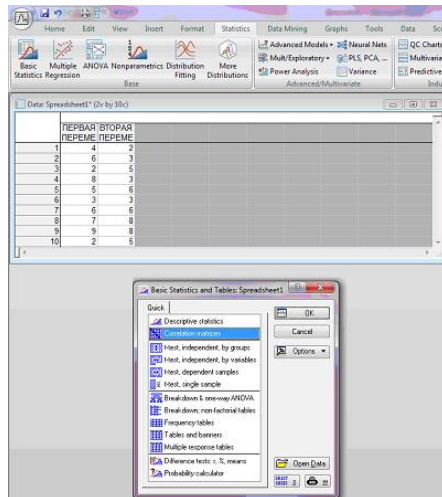 Home Edit View Insert Format Statistics Data Mining Graphs Tools Data
Advanced Models Neural Nets QC Charts
Mult/Exploratory PLS, PCA, ...
Power Analysis Variance Predictive
Basic Statistics Multiple Regression ANOVA Nonparametrics Distribution Fitting More Distributions
Base Advanced/Multivariate
Data: Spreadsheet1* (2v by 10c)
ПЕРВАЯ ВТОРАЯ
ПЕРЕМЕ ПЕРЕМЕ
1 4 2
2 6 3
3 2 5
4 8 3
5 5 6
6 3 3
7 6 6
8 7 8
9 9 8
10 2 5
Basic Statistics and Tables: Spreadsheet1
Quick
OK
Descriptive statistics
Correlation matrices
Cancel
t-test, independent, by groups
Options
t-test, independent, by variables
t-test, dependent samples
t-test, single sample
Breakdown & one-way ANOVA
Breakdown; non-factorial tables
Frequency tables
Tables and banners
Multiple response tables
Difference tests: r, %, means
Open Data
Probability calculator